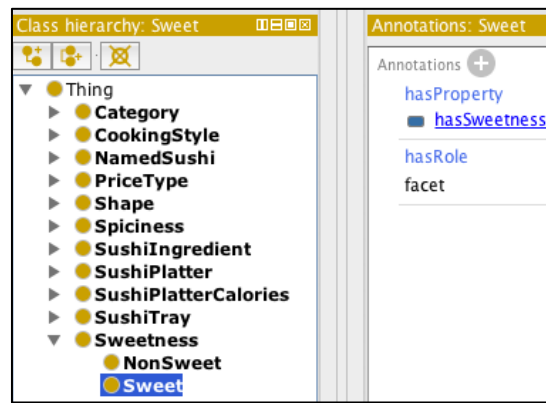 Class hierarchy: Sweet
Thing
Category
CookingStyle
NamedSushi
PriceType
Shape
Spiciness
SushiIngredient
SushiPlatter
SushiPlatterCalories
SushiTray
Sweetness
NonSweet
Sweet
Annotations: Sweet
Annotations
hasProperty
hasSweetness
hasRole
facet